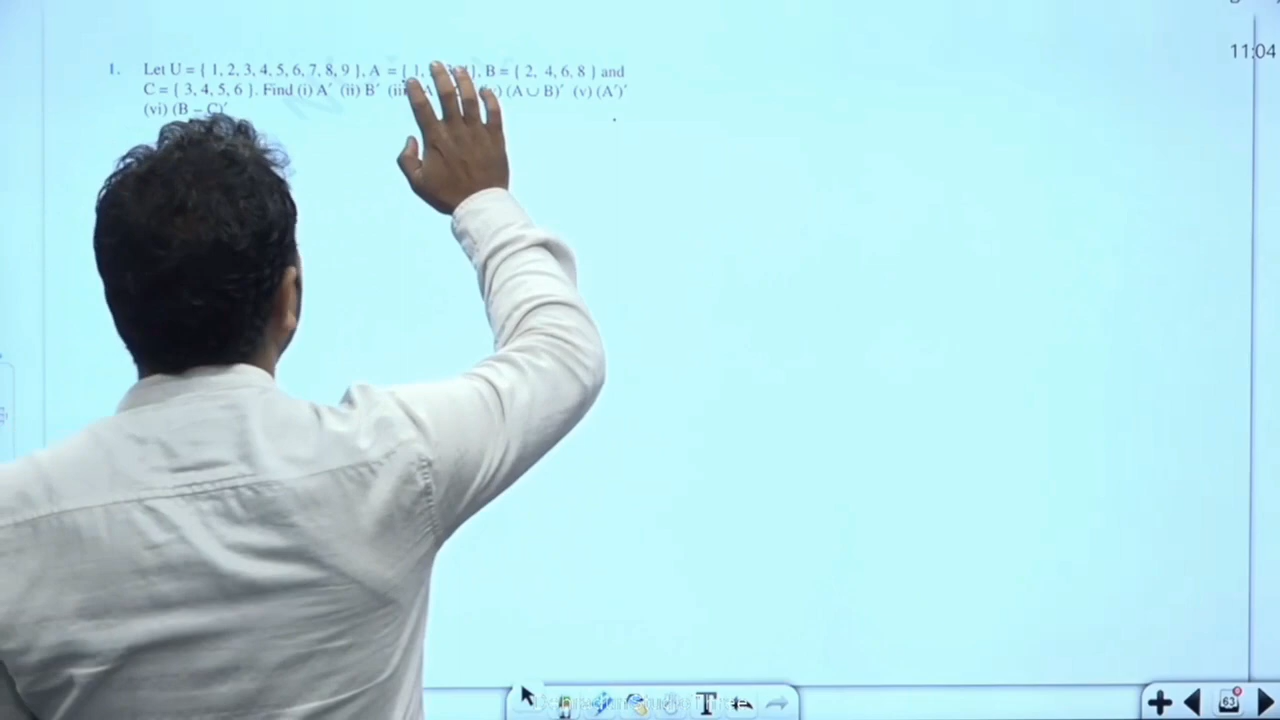 11:04
1. Let U = { 1, 2, 3, 4, 5, 6, 7, 8, 9 }, A = { 1, }, B = { 2, 4, 6, 8 } and
C = { 3, 4, 5, 6 }. Find (i) A′ (ii) B′ (A ∪ B)′ (v) (A′)′
(vi) (B – C)′
T
63